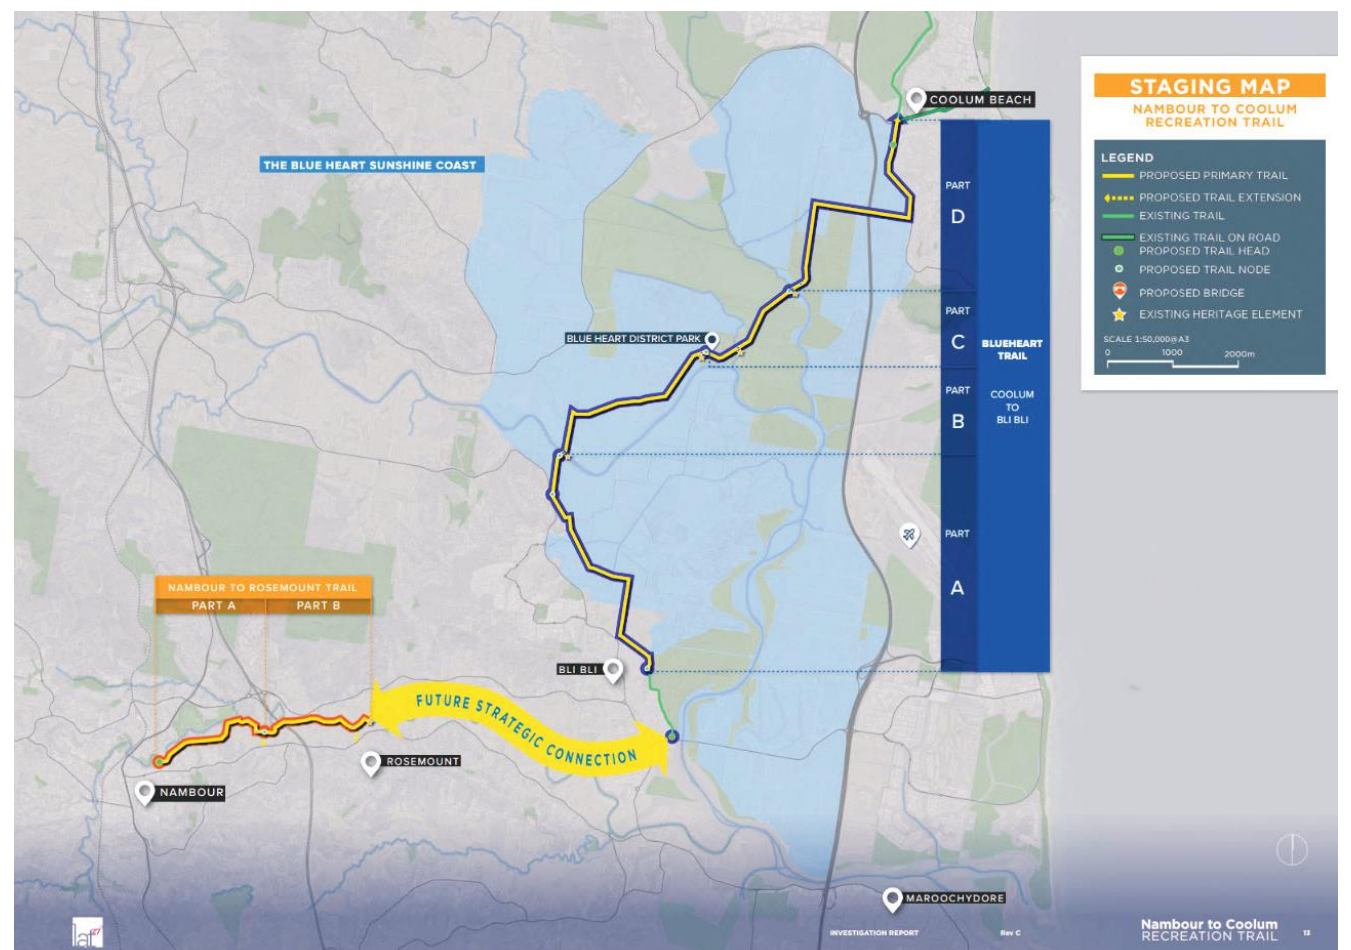 COOLUM BEACH
THE BLUE HEART SUNSHINE COAST
STAGING MAP
NAMBOUR TO COOLUM
RECREATION TRAIL
LEGEND
PROPOSED PRIMARY TRAIL
PROPOSED TRAIL EXTENSION
EXISTING TRAIL
EXISTING TRAIL ON ROAD
PROPOSED TRAIL HEAD
PROPOSED TRAIL NODE
PROPOSED BRIDGE
EXISTING HERITAGE ELEMENT
SCALE 1:50,000@A3
0 1000 2000m
PART
D
PART
C
PART
B
PART
A
BLUEHEART
TRAIL
COOLUM
TO
BLI BLI
BLUE HEART DISTRICT PARK
NAMBOUR TO ROSEMOUNT TRAIL
PART A PART B
BLI BLI
FUTURE STRATEGIC CONNECTION
ROSEMOUNT
NAMBOUR
MAROOCHYDORE
lat27
INVESTIGATION REPORT Rev C
Nambour to Coolum
RECREATION TRAIL 13